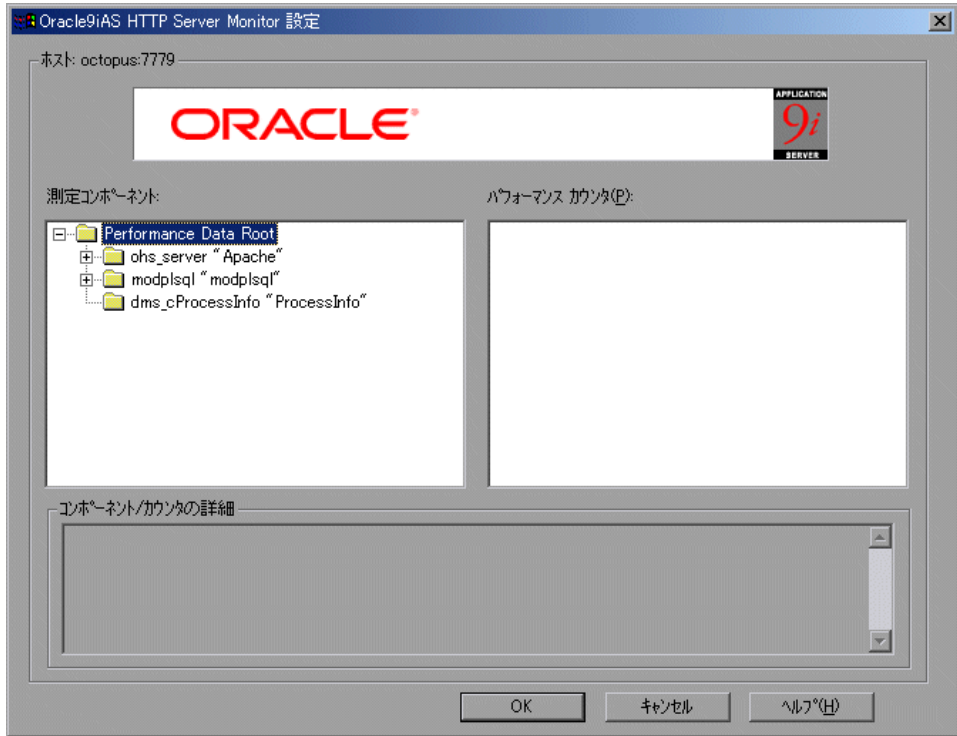 Oracle9iAS HTTP Server Monitor 設定
ホスト: octopus:7779
ORACLE
APPLICATION
9i
SERVER
測定コンポーネント:
パフォーマンス カウンタ(P):
Performance Data Root
ohs_server "Apache"
modplsql "modplsql"
dms_cProcessInfo "ProcessInfo"
コンポーネント/カウンタの詳細
OK
キャンセル
ヘルプ(H)